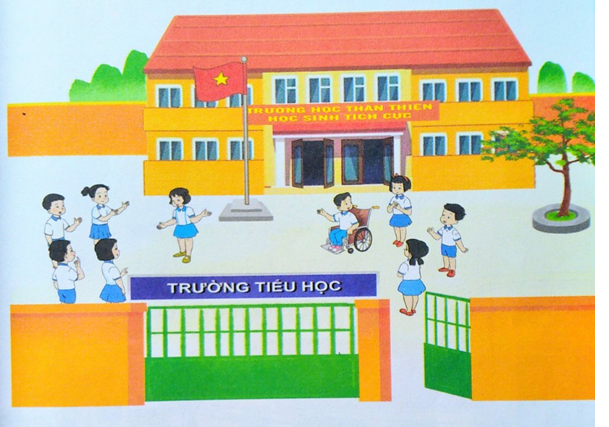 TRƯỜNG HỌC THÂN THIỆN
HỌC SINH TÍCH CỰC
TRƯỜNG TIỂU HỌC